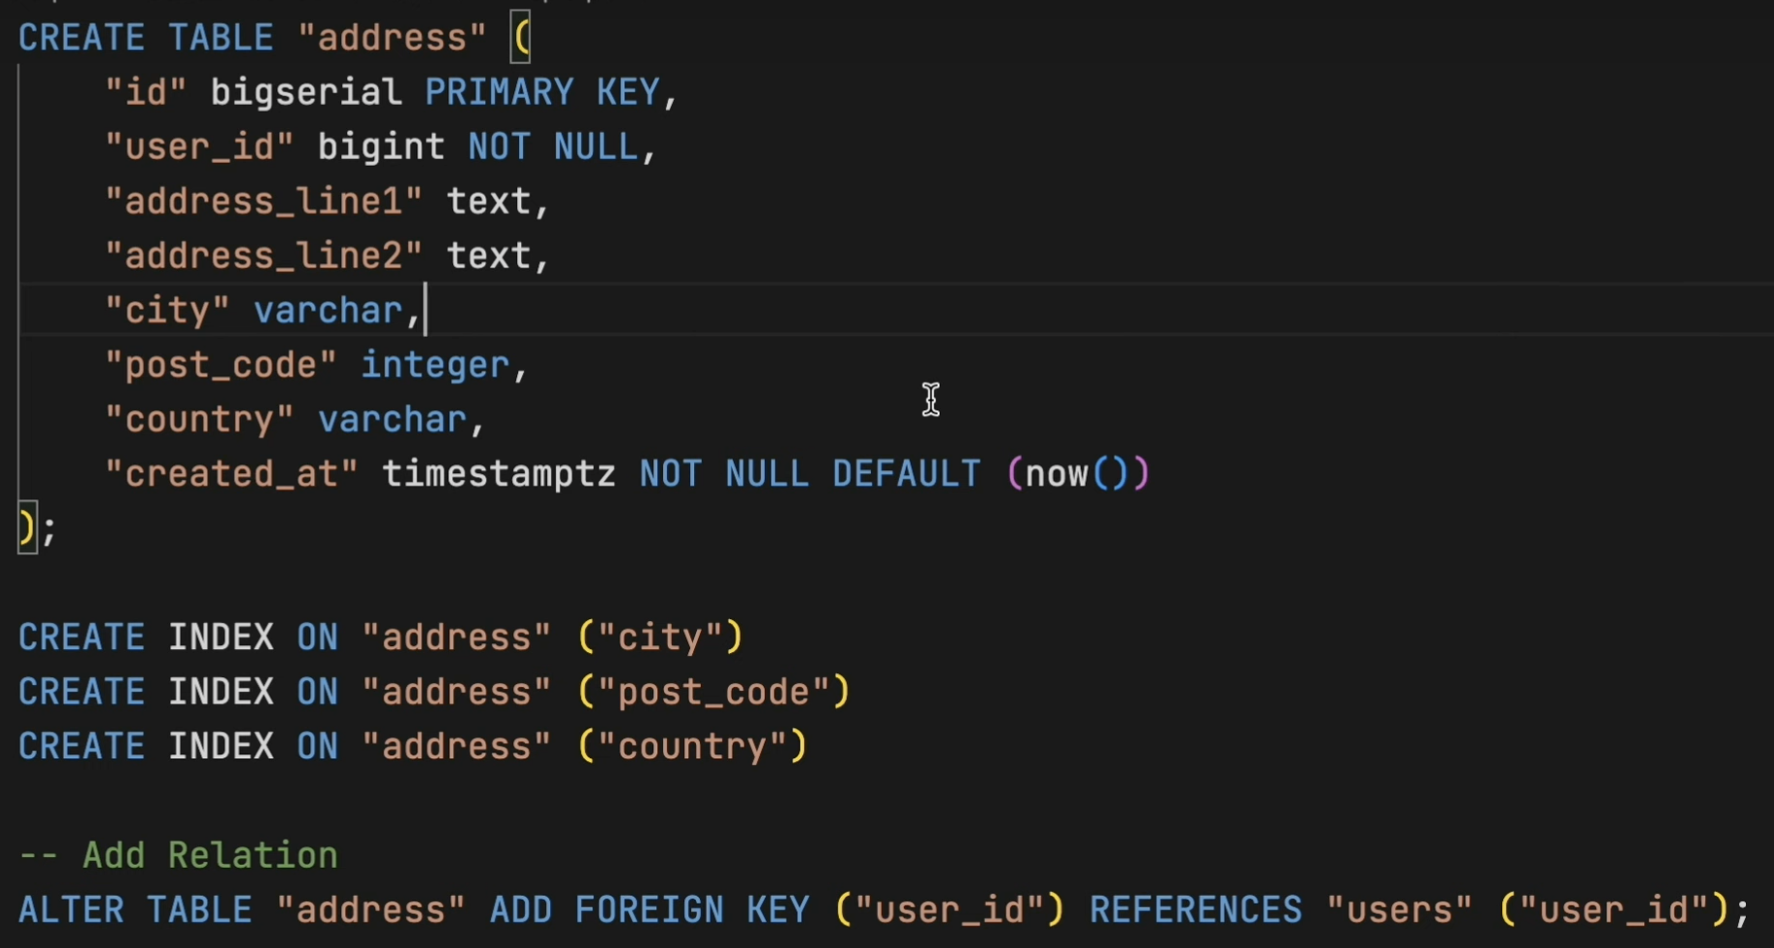 CREATE TABLE "address" (
    "id" bigserial PRIMARY KEY,
    "user_id" bigint NOT NULL,
    "address_line1" text,
    "address_line2" text,
    "city" varchar,
    "post_code" integer,
    "country" varchar,
    "created_at" timestamptz NOT NULL DEFAULT (now())
);
CREATE INDEX ON "address" ("city")
CREATE INDEX ON "address" ("post_code")
CREATE INDEX ON "address" ("country")
-- Add Relation
ALTER TABLE "address" ADD FOREIGN KEY ("user_id") REFERENCES "users" ("user_id");